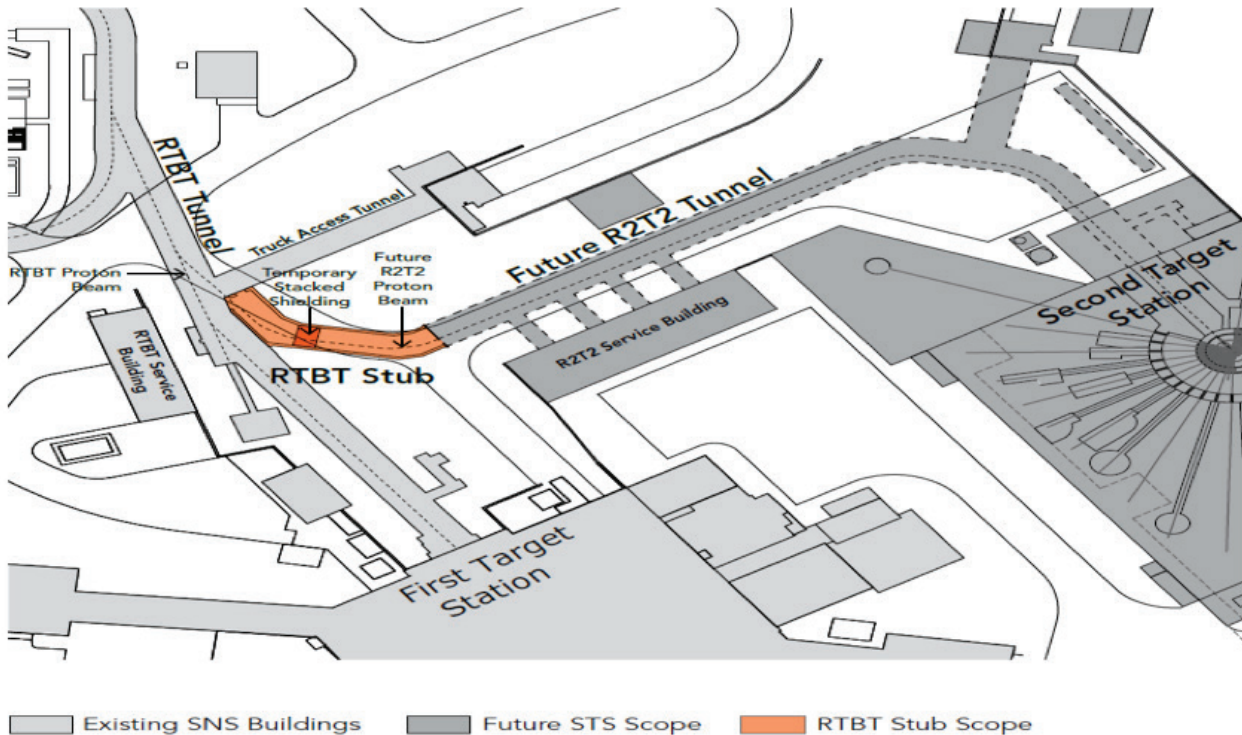 RTBT Tunnel
Truck Access Tunnel
Future R2T2 Tunnel
RTBT Proton
Beam
Temporary
Stacked
Shielding
Future
R2T2
Proton
Beam
RTBT Service
Building
RTBT Stub
R2T2 Service Building
Second Target
Station
First Target
Station
Existing SNS Buildings
Future STS Scope
RTBT Stub Scope